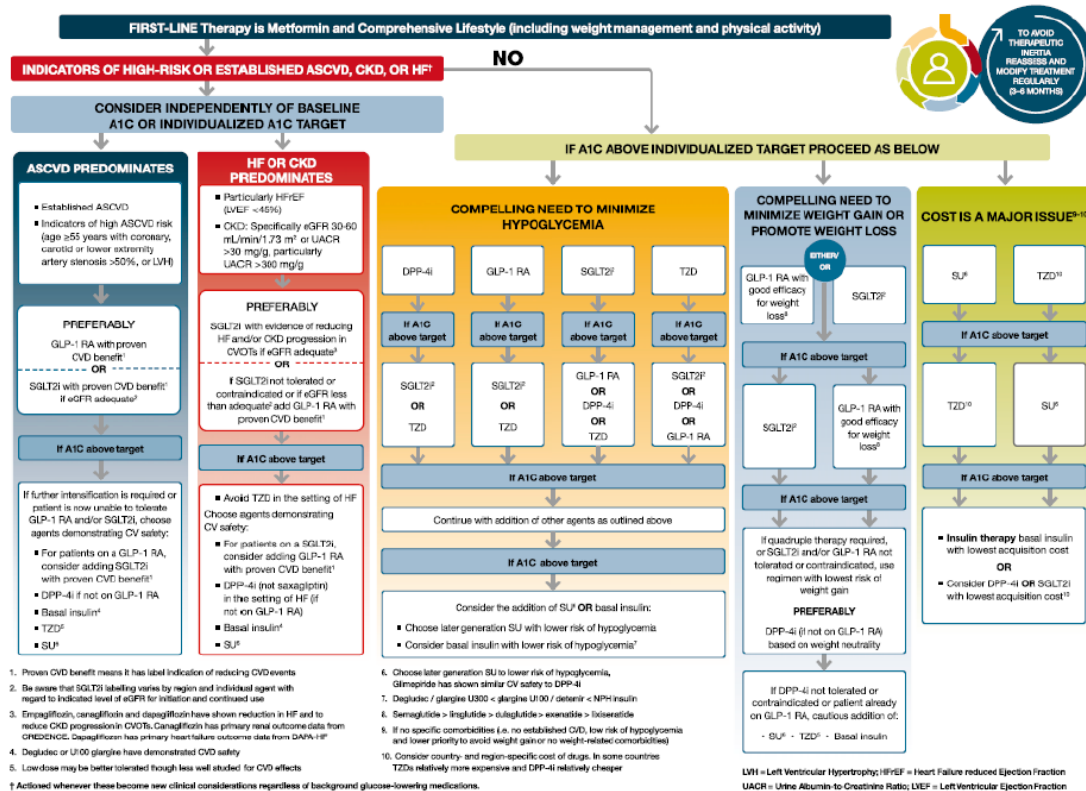 FIRST-LINE Therapy is Metformin and Comprehensive Lifestyle (including weight management and physical activity)
TO AVOID
THERAPEUTIC
INERTIA
REASSESS AND
MODIFY TREATMENT
REGULARLY
(3–6 MONTHS)
INDICATORS OF HIGH-RISK OR ESTABLISHED ASCVD, CKD, OR HF†
NO
CONSIDER INDEPENDENTLY OF BASELINE
A1C OR INDIVIDUALIZED A1C TARGET
IF A1C ABOVE INDIVIDUALIZED TARGET PROCEED AS BELOW
ASCVD PREDOMINATES
■ Established ASCVD
■ Indicators of high ASCVD risk
(age ≥55 years with coronary,
carotid or lower extremity
artery stenosis >50%, or LVH)
PREFERABLY
GLP-1 RA with proven
CVD benefit¹
OR
SGLT2i with proven CVD benefit¹
if eGFR adequate²
If A1C above target
If further intensification is required or
patient is now unable to tolerate
GLP-1 RA and/or SGLT2i, choose
agents demonstrating CV safety:
■ For patients on a GLP-1 RA,
consider adding SGLT2i
with proven CVD benefit¹
■ DPP-4i if not on GLP-1 RA
■ Basal insulin⁴
■ TZD⁵
■ SU⁶
HF OR CKD
PREDOMINATES
■ Particularly HFrEF
(LVEF <45%)
■ CKD: Specifically eGFR 30-60
mL/min/1.73 m² or UACR
>30 mg/g, particularly
UACR >300 mg/g
PREFERABLY
SGLT2i with evidence of reducing
HF and/or CKD progression in
CVOTs if eGFR adequate³
OR
If SGLT2i not tolerated or
contraindicated or if eGFR less
than adequate² add GLP-1 RA with
proven CVD benefit¹
If A1C above target
■ Avoid TZD in the setting of HF
Choose agents demonstrating
CV safety:
■ For patients on a SGLT2i,
consider adding GLP-1 RA
with proven CVD benefit¹
■ DPP-4i (not saxagliptin)
in the setting of HF (if
not on GLP-1 RA)
■ Basal insulin⁴
■ SU⁶
COMPELLING NEED TO MINIMIZE
HYPOGLYCEMIA
DPP-4i
GLP-1 RA
SGLT2i²
TZD
If A1C
above target
If A1C
above target
If A1C
above target
If A1C
above target
SGLT2i²
OR
TZD
SGLT2i²
OR
TZD
GLP-1 RA
OR
DPP-4i
OR
TZD
SGLT2i²
OR
DPP-4i
OR
GLP-1 RA
If A1C above target
Continue with addition of other agents as outlined above
If A1C above target
Consider the addition of SU⁶ OR basal insulin:
■ Choose later generation SU with lower risk of hypoglycemia
■ Consider basal insulin with lower risk of hypoglycemia⁷
COMPELLING NEED TO
MINIMIZE WEIGHT GAIN OR
PROMOTE WEIGHT LOSS
EITHER/
OR
GLP-1 RA with
good efficacy
for weight
loss⁸
SGLT2i²
If A1C above target
SGLT2i²
GLP-1 RA with
good efficacy
for weight
loss⁸
If A1C above target
If quadruple therapy required,
or SGLT2i and/or GLP-1 RA not
tolerated or contraindicated, use
regimen with lowest risk of
weight gain
PREFERABLY
DPP-4i (if not on GLP-1 RA)
based on weight neutrality
If DPP-4i not tolerated or
contraindicated or patient already
on GLP-1 RA, cautious addition of:
· SU⁶ · TZD⁵ · Basal insulin
COST IS A MAJOR ISSUE⁹⁻¹⁰
SU⁶
TZD¹⁰
If A1C above target
TZD¹⁰
SU⁶
If A1C above target
■ Insulin therapy basal insulin
with lowest acquisition cost
OR
■ Consider DPP-4i OR SGLT2i
with lowest acquisition cost¹⁰
1. Proven CVD benefit means it has label indication of reducing CVD events
2. Be aware that SGLT2i labelling varies by region and individual agent with
regard to indicated level of eGFR for initiation and continued use
3. Empagliflozin, canagliflozin and dapagliflozin have shown reduction in HF and to
reduce CKD progression in CVOTs. Canagliflozin has primary renal outcome data from
CREDENCE. Dapagliflozin has primary heart failure outcome data from DAPA-HF
4. Degludec or U100 glargine have demonstrated CVD safety
5. Low dose may be better tolerated though less well studied for CVD effects
6. Choose later generation SU to lower risk of hypoglycemia,
Glimepiride has shown similar CV safety to DPP-4i
7. Degludec / glargine U300 < glargine U100 / detemir < NPH insulin
8. Semaglutide > liraglutide > dulaglutide > exenatide > lixisenatide
9. If no specific comorbidities (i.e. no established CVD, low risk of hypoglycemia
and lower priority to avoid weight gain or no weight-related comorbidities)
10. Consider country- and region-specific cost of drugs. In some countries
TZDs relatively more expensive and DPP-4i relatively cheaper
† Actioned whenever these become new clinical considerations regardless of background glucose-lowering medications.
LVH = Left Ventricular Hypertrophy; HFrEF = Heart Failure reduced Ejection Fraction
UACR = Urine Albumin-to-Creatinine Ratio; LVEF = Left Ventricular Ejection Fraction